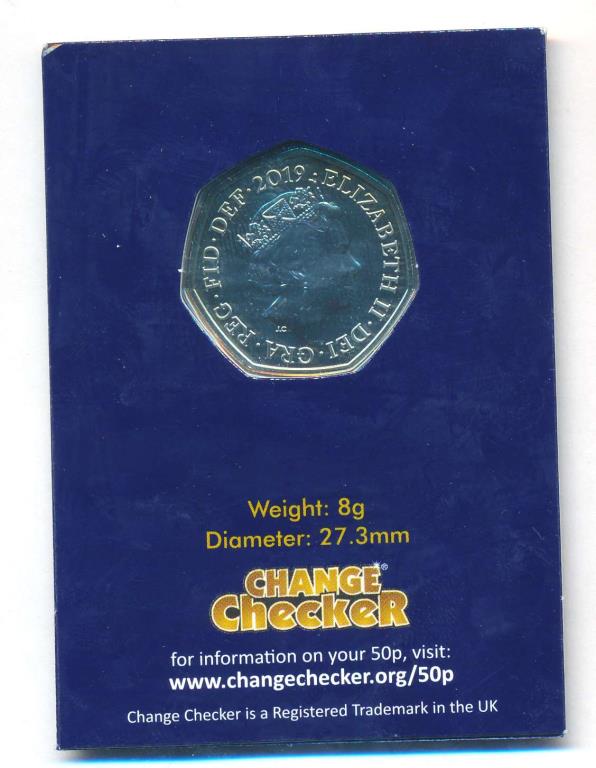 ELIZABETH II · DEI · GRA · REG · FID · DEF · 2019
J.C
Weight: 8g
Diameter: 27.3mm
CHANGE
CHecKeR®
for information on your 50p, visit:
www.changechecker.org/50p
Change Checker is a Registered Trademark in the UK